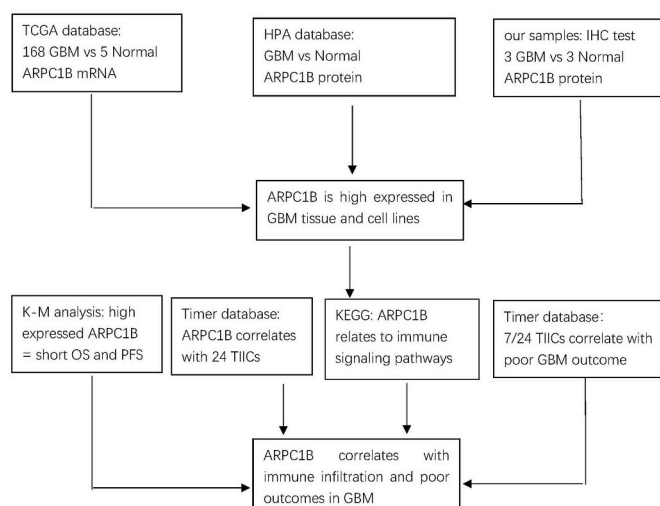 TCGA database:
168 GBM vs 5 Normal
ARPC1B mRNA
HPA database:
GBM vs Normal
ARPC1B protein
our samples: IHC test
3 GBM vs 3 Normal
ARPC1B protein
ARPC1B is high expressed in
GBM tissue and cell lines
K-M analysis: high
expressed ARPC1B
= short OS and PFS
Timer database:
ARPC1B correlates
with 24 TIICs
KEGG: ARPC1B
relates to immune
signaling pathways
Timer database:
7/24 TIICs correlate with
poor GBM outcome
ARPC1B correlates with
immune infiltration and poor
outcomes in GBM